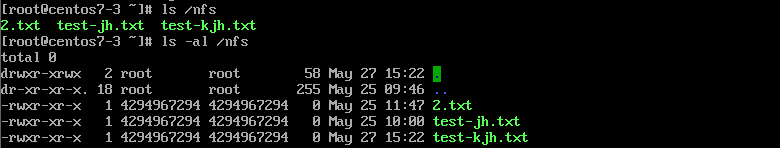 [root@centos7-3 ~]# ls /nfs
2.txt  test-jh.txt  test-kjh.txt
[root@centos7-3 ~]# ls -al /nfs
total 0
drwxr-xrwx   2 root       root        58 May 27 15:22 .
dr-xr-xr-x. 18 root       root       255 May 25 09:46 ..
-rwxr-xr-x   1 4294967294 4294967294   0 May 25 11:47 2.txt
-rwxr-xr-x   1 4294967294 4294967294   0 May 25 10:00 test-jh.txt
-rwxr-xr-x   1 4294967294 4294967294   0 May 27 15:22 test-kjh.txt